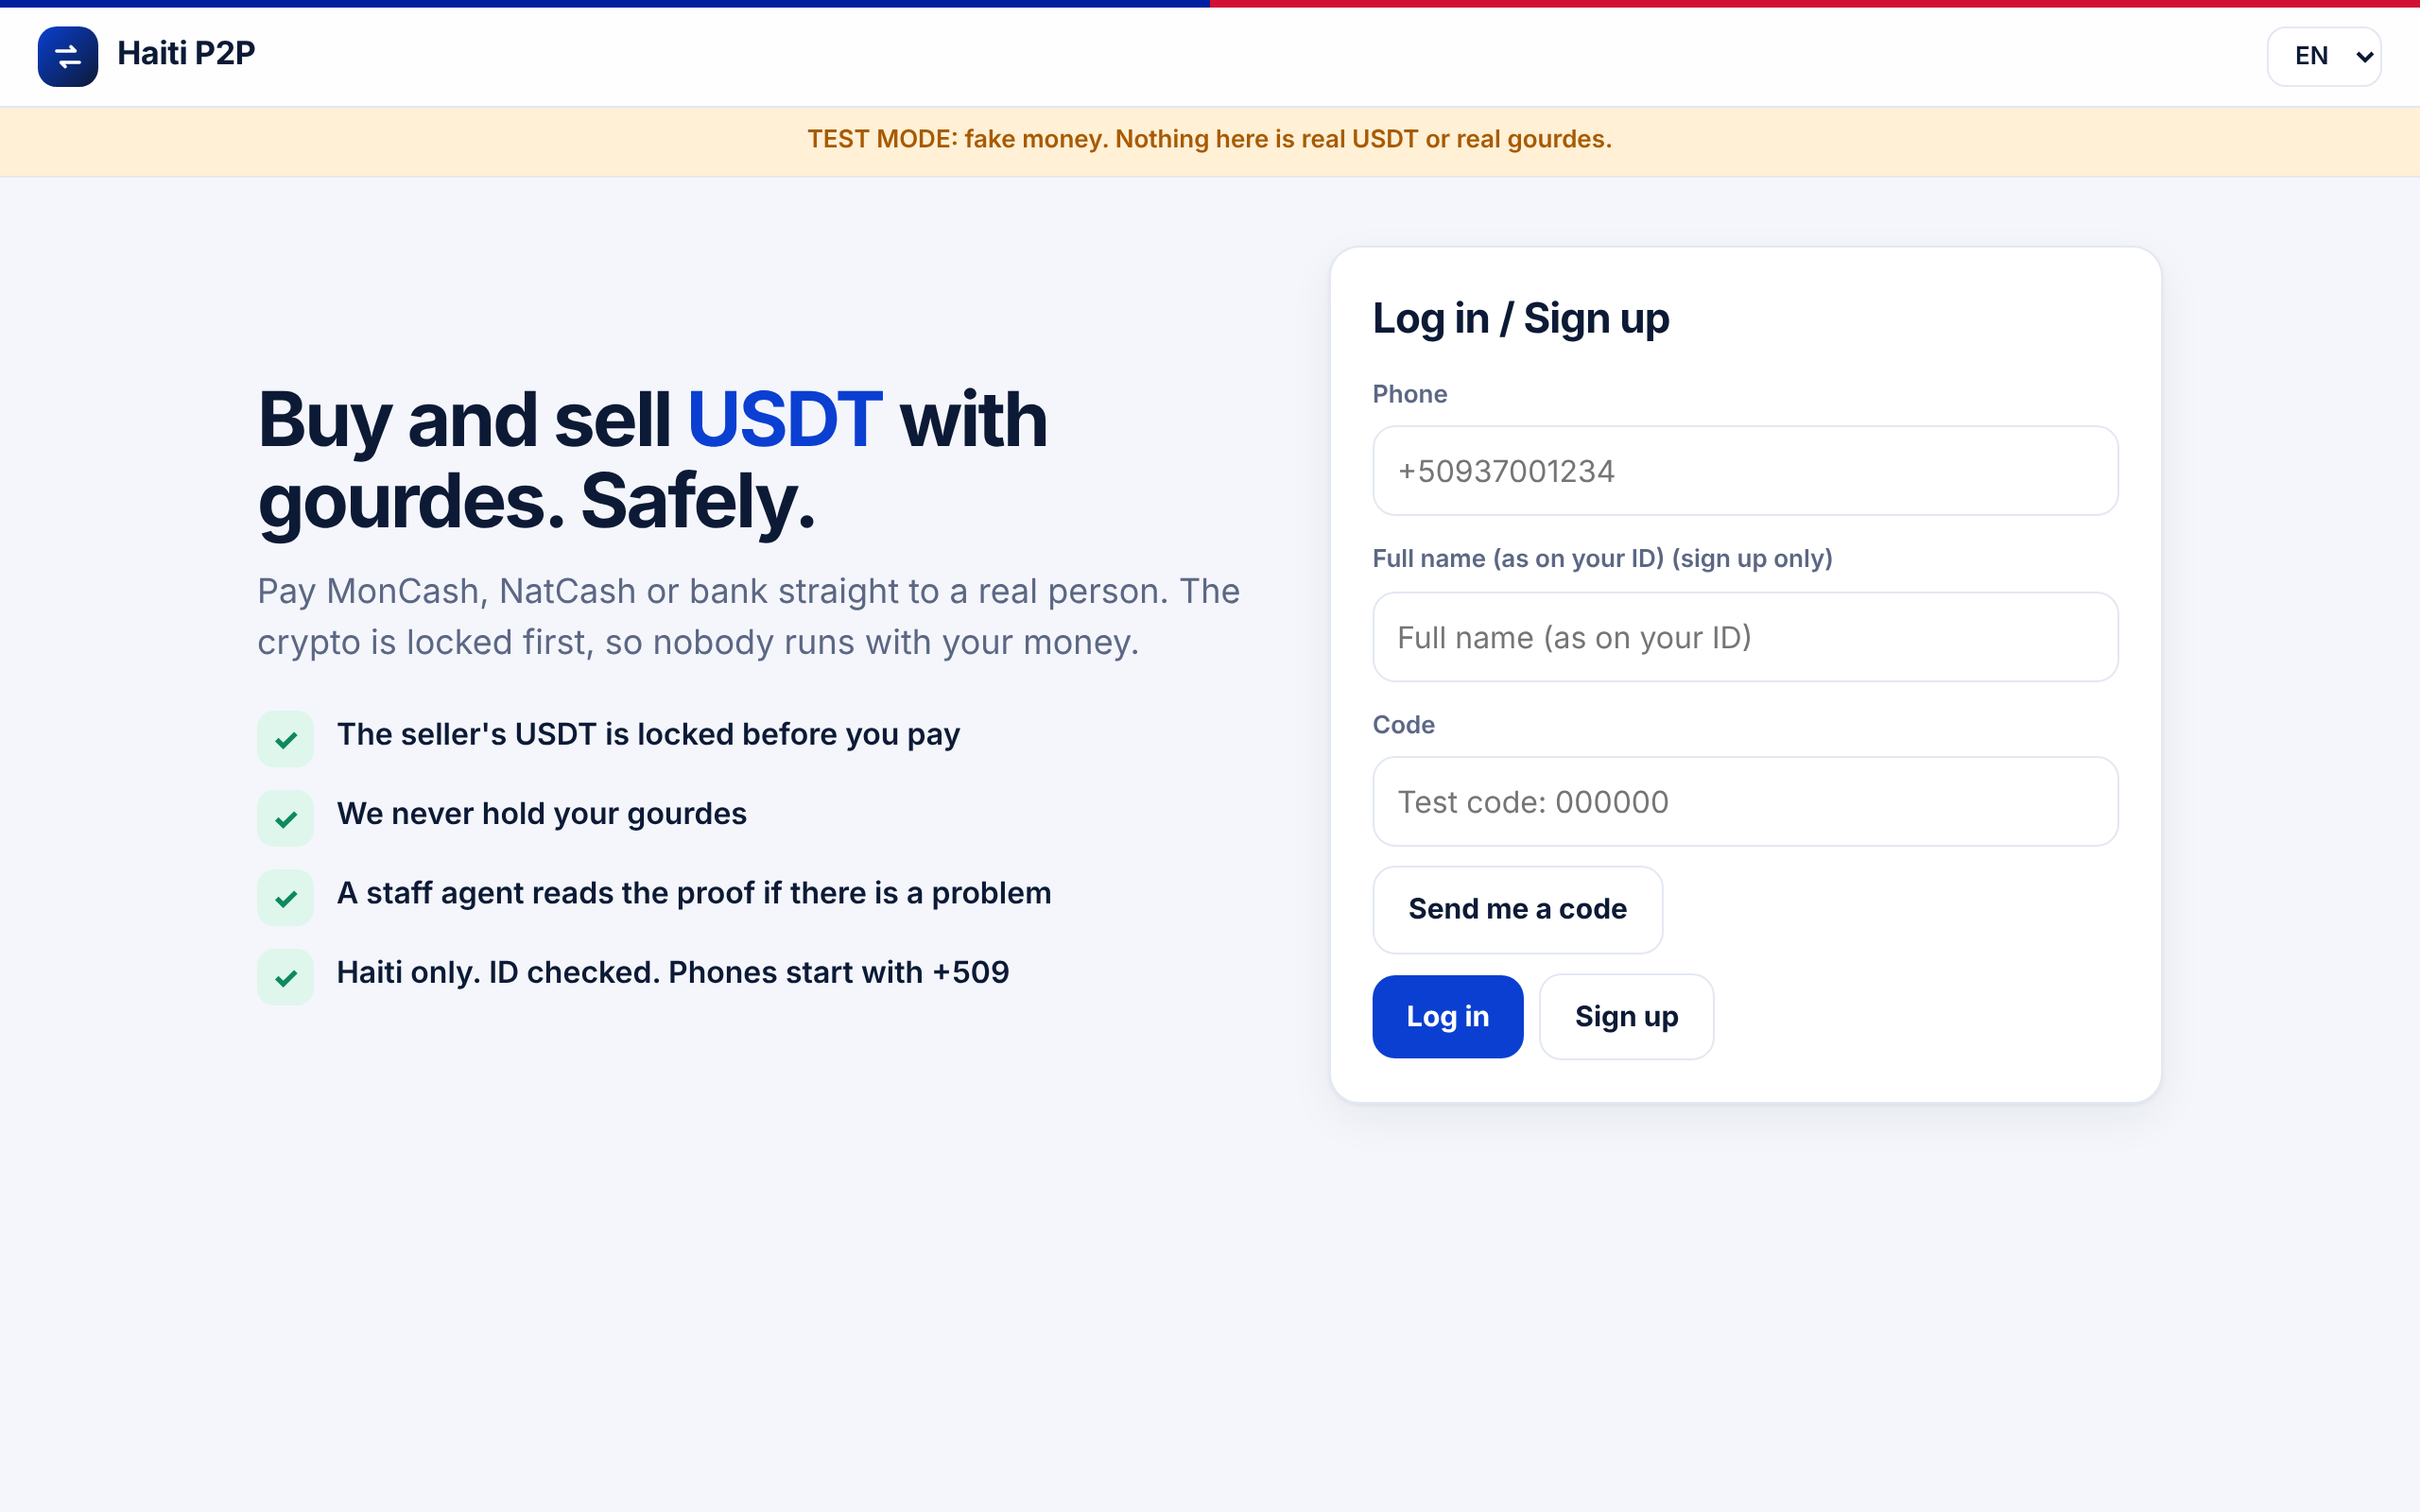 Haiti P2P
EN
TEST MODE: fake money. Nothing here is real USDT or real gourdes.
Buy and sell USDT with
gourdes. Safely.
Pay MonCash, NatCash or bank straight to a real person. The
crypto is locked first, so nobody runs with your money.
The seller's USDT is locked before you pay
We never hold your gourdes
A staff agent reads the proof if there is a problem
Haiti only. ID checked. Phones start with +509
Log in / Sign up
Phone
+50937001234
Full name (as on your ID) (sign up only)
Full name (as on your ID)
Code
Test code: 000000
Send me a code
Log in
Sign up